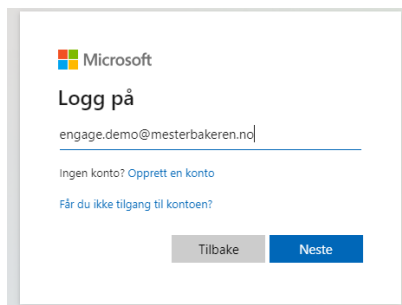 Microsoft
Logg på
engage.demo@mesterbakeren.no
Ingen konto? Opprett en konto
Får du ikke tilgang til kontoen?
Tilbake Neste